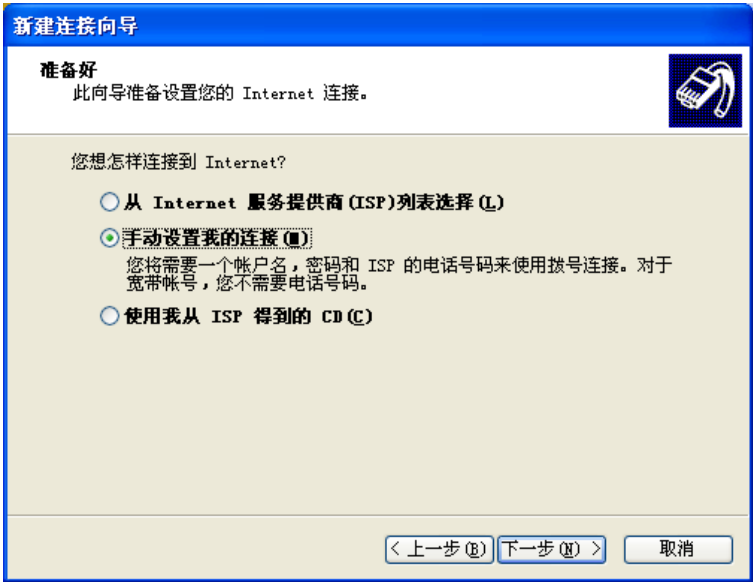 新建连接向导
准备好
此向导准备设置您的 Internet 连接。
您想怎样连接到 Internet?
从 Internet 服务提供商(ISP)列表选择(L)
手动设置我的连接(M)
您将需要一个帐户名，密码和 ISP 的电话号码来使用拨号连接。对于
宽带帐号，您不需要电话号码。
使用我从 ISP 得到的 CD(C)
< 上一步(B) 下一步(N) > 取消